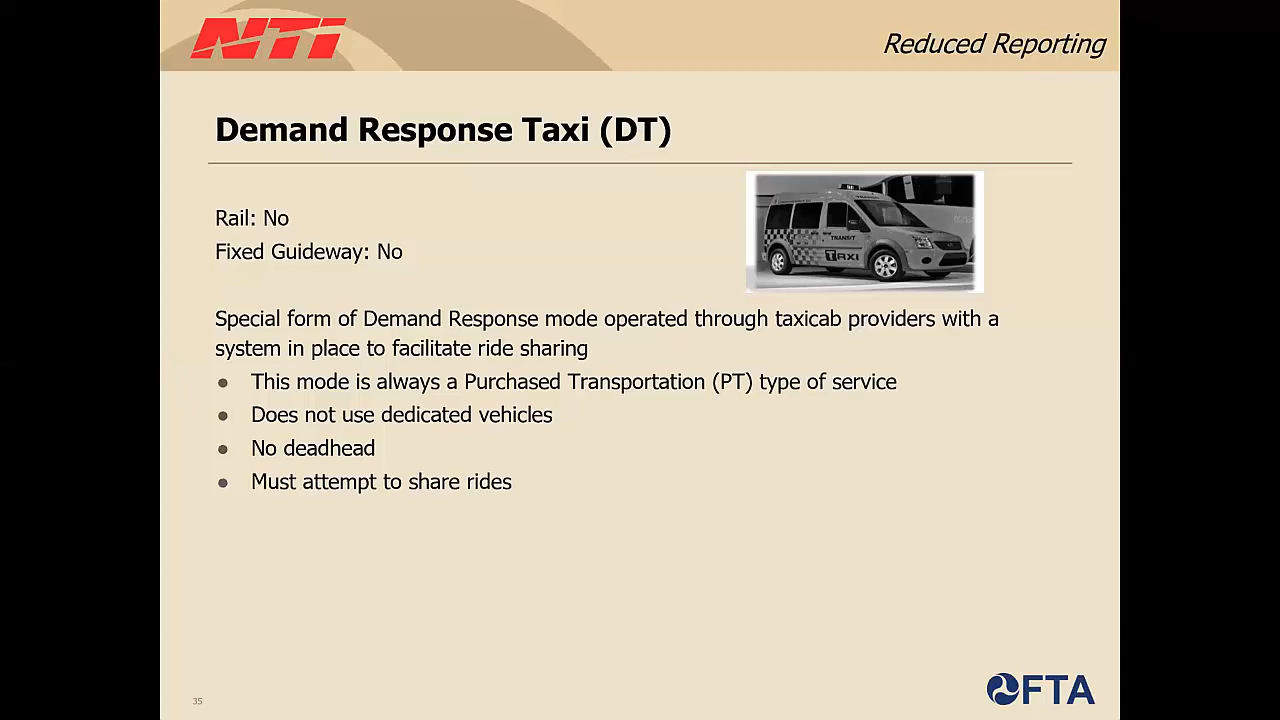 NTI
Reduced Reporting
Demand Response Taxi (DT)
Rail: No
Fixed Guideway: No
TRANSIT
TAXI
Special form of Demand Response mode operated through taxicab providers with a
system in place to facilitate ride sharing
● This mode is always a Purchased Transportation (PT) type of service
● Does not use dedicated vehicles
● No deadhead
● Must attempt to share rides
35
FTA